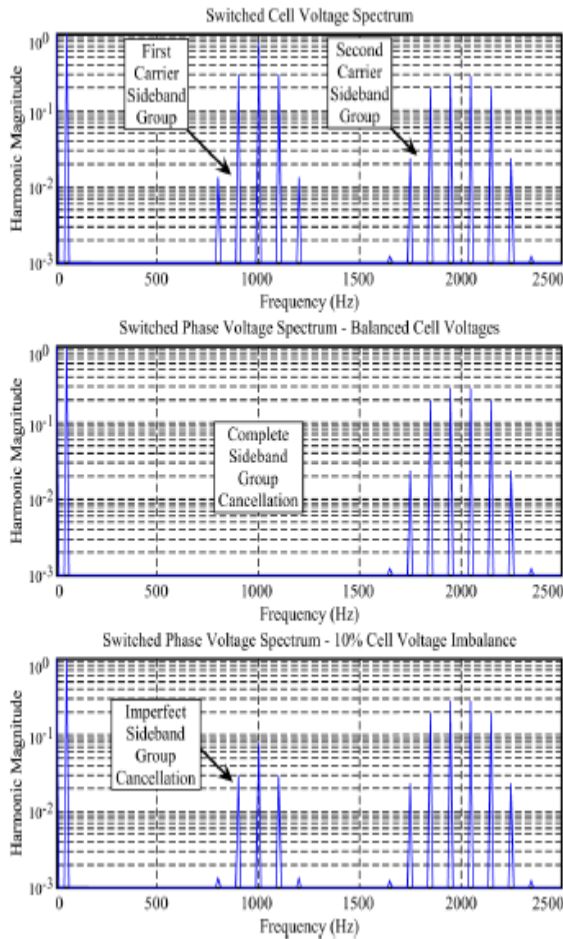 Switched Cell Voltage Spectrum
Harmonic Magnitude
10^0
10^-1
10^-2
10^-3
First
Carrier
Sideband
Group
Second
Carrier
Sideband
Group
0 500 1000 1500 2000 2500
Frequency (Hz)
Switched Phase Voltage Spectrum - Balanced Cell Voltages
Harmonic Magnitude
10^0
10^-1
10^-2
10^-3
Complete
Sideband
Group
Cancellation
0 500 1000 1500 2000 2500
Frequency (Hz)
Switched Phase Voltage Spectrum - 10% Cell Voltage Imbalance
Harmonic Magnitude
10^0
10^-1
10^-2
10^-3
Imperfect
Sideband
Group
Cancellation
0 500 1000 1500 2000 2500
Frequency (Hz)